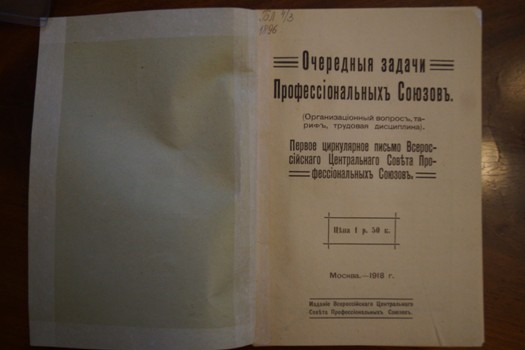 Очередныя задачи
Профессіональныхъ Союзовъ.
(Организаціонный вопросъ, та-
рифъ, трудовая дисциплина).
Первое циркулярное письмо Всерос-
сійскаго Центральнаго Совѣта Про-
фессіональныхъ Союзовъ.
Цѣна 1 р. 50 к.
Москва.—1918 г.
Изданіе Всероссійскаго Центральнаго
Совѣта Профессіональныхъ Союзовъ.